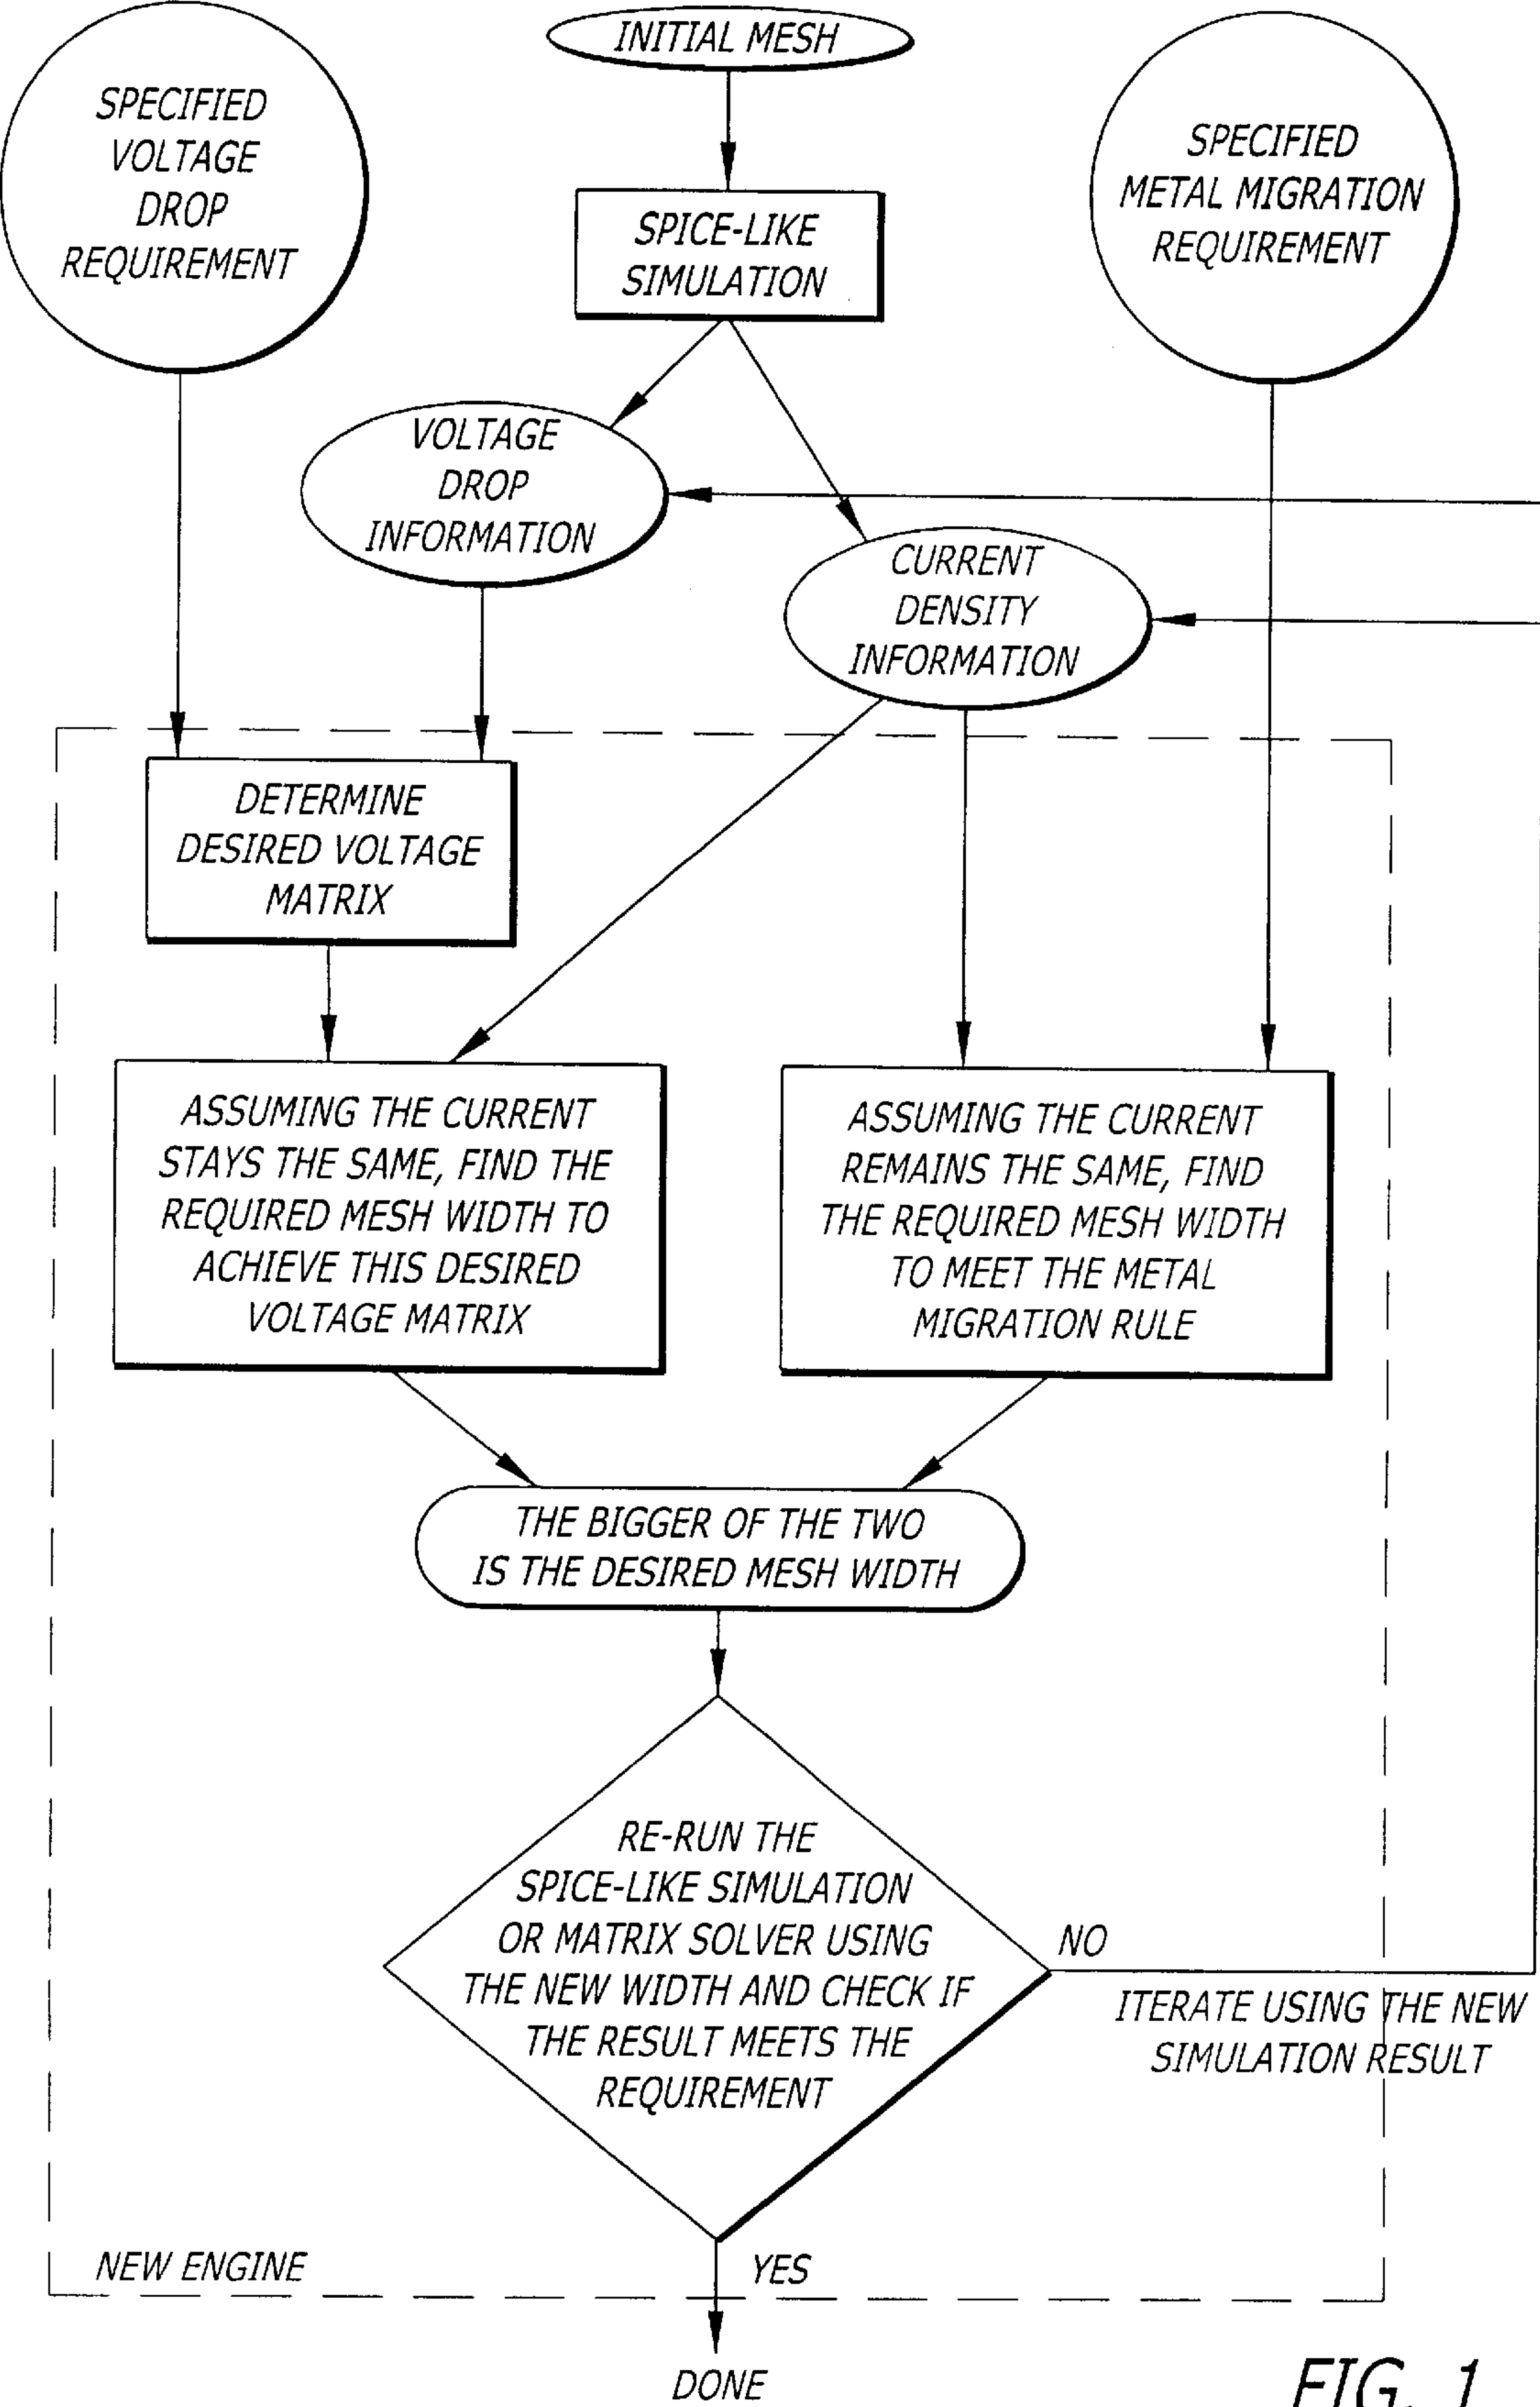 INITIAL MESH
SPECIFIED
VOLTAGE
DROP
REQUIREMENT
SPECIFIED
METAL MIGRATION
REQUIREMENT
SPICE-LIKE
SIMULATION
VOLTAGE
DROP
INFORMATION
CURRENT
DENSITY
INFORMATION
DETERMINE
DESIRED VOLTAGE
MATRIX
ASSUMING THE CURRENT
STAYS THE SAME, FIND THE
REQUIRED MESH WIDTH TO
ACHIEVE THIS DESIRED
VOLTAGE MATRIX
ASSUMING THE CURRENT
REMAINS THE SAME, FIND
THE REQUIRED MESH WIDTH
TO MEET THE METAL
MIGRATION RULE
THE BIGGER OF THE TWO
IS THE DESIRED MESH WIDTH
RE-RUN THE
SPICE-LIKE SIMULATION
OR MATRIX SOLVER USING
THE NEW WIDTH AND CHECK IF
THE RESULT MEETS THE
REQUIREMENT
NO
ITERATE USING THE NEW
SIMULATION RESULT
NEW ENGINE
YES
DONE
FIG. 1